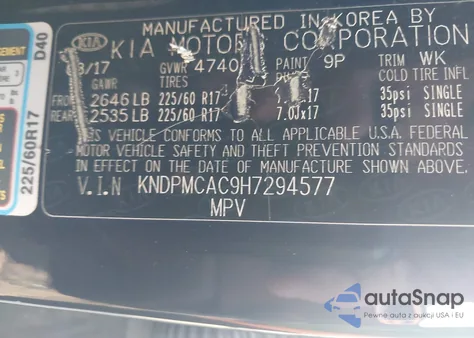 MANUFACTURED IN KOREA BY
KIA KIA MOTORS CORPORATION
/17 GVWR 4740 PAINT 9P TRIM WK
GAWR TIRES COLD TIRE INFL
2646 LB 225/60 R17 35psi SINGLE
REAR 2535 LB 225/60 R17 7.0Jx17 35psi SINGLE
VEHICLE CONFORMS TO ALL APPLICABLE U.S.A. FEDERAL
MOTOR VEHICLE SAFETY AND THEFT PREVENTION STANDARDS
IN EFFECT ON THE DATE OF MANUFACTURE SHOWN ABOVE.
V.I.N KNDPMCAC9H7294577
MPV
D40
225/60R17
autoSnap
Pewne auta z aukcji USA i EU